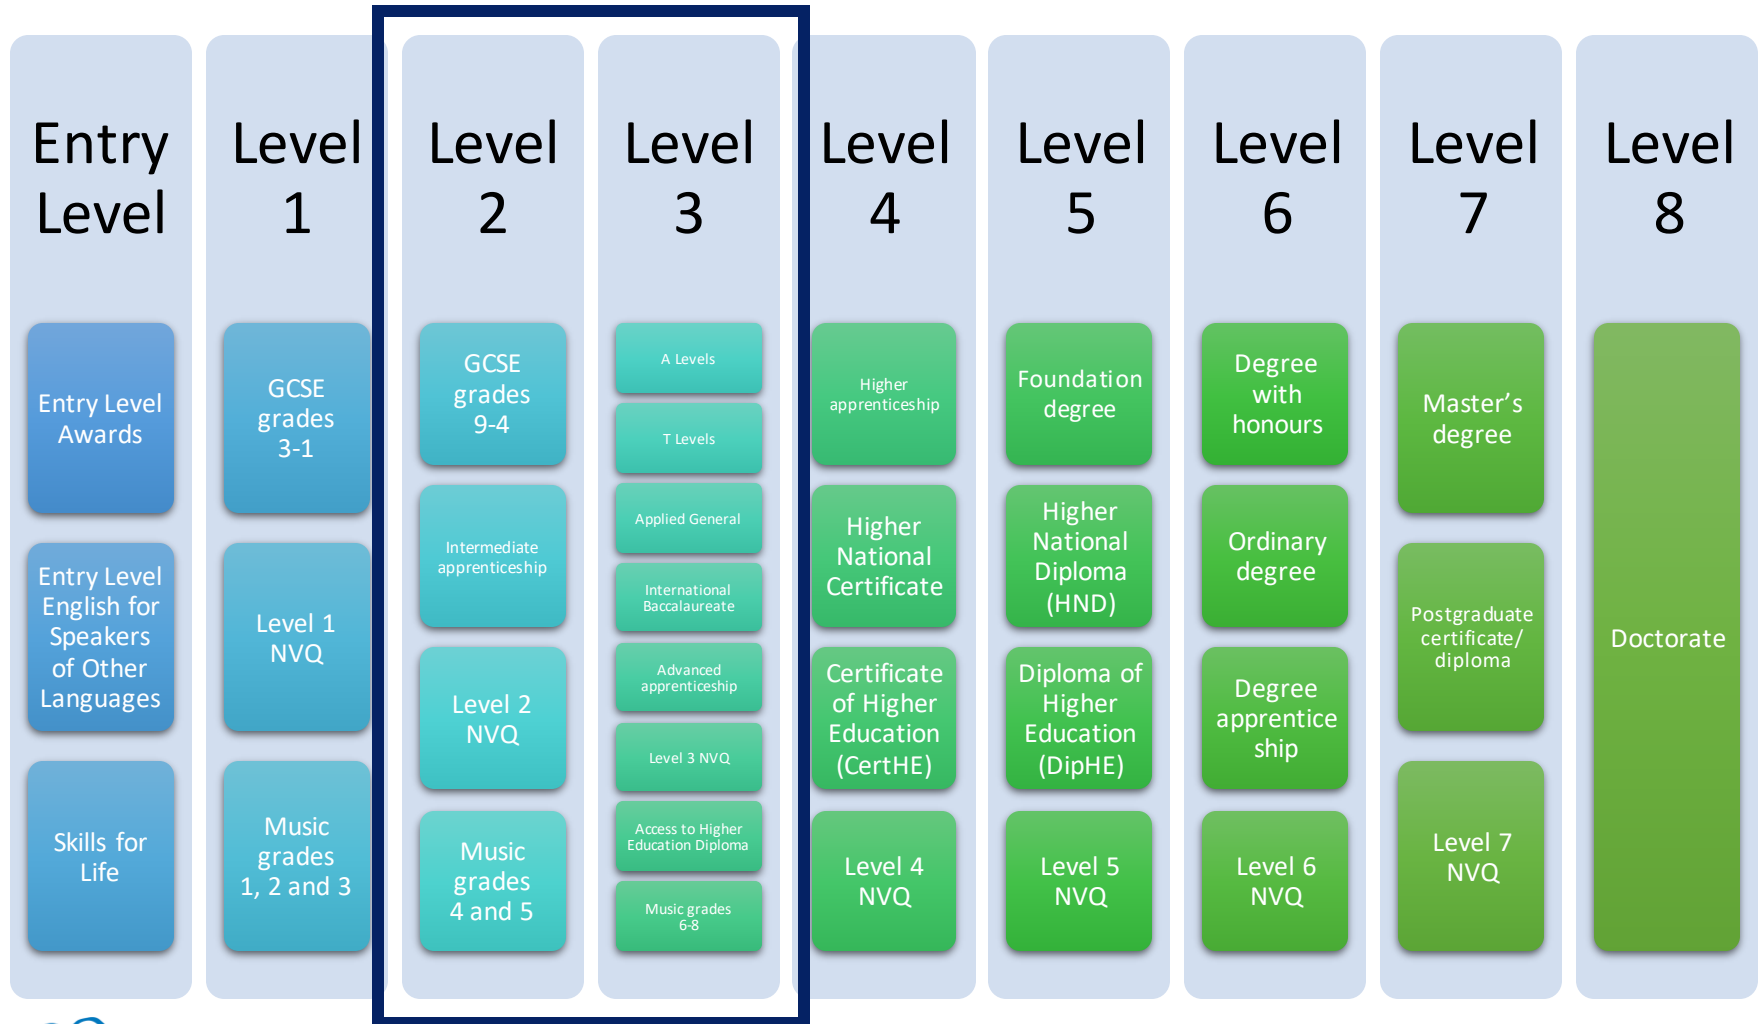 Entry
Level
Entry Level
Awards
Entry Level
English for
Speakers
of Other
Languages
Skills for
Life
Level
1
GCSE
grades
3-1
Level 1
NVQ
Music
grades
1, 2 and 3
Level
2
GCSE
grades
9-4
Intermediate
apprenticeship
Level 2
NVQ
Music
grades
4 and 5
Level
3
A Levels
T Levels
Applied General
International
Baccalaureate
Advanced
apprenticeship
Level 3 NVQ
Access to Higher
Education Diploma
Music grades
6-8
Level
4
Higher
apprenticeship
Higher
National
Certificate
Certificate
of Higher
Education
(CertHE)
Level 4
NVQ
Level
5
Foundation
degree
Higher
National
Diploma
(HND)
Diploma of
Higher
Education
(DipHE)
Level 5
NVQ
Level
6
Degree
with
honours
Ordinary
degree
Degree
apprentice
ship
Level 6
NVQ
Level
7
Master’s
degree
Postgraduate
certificate/
diploma
Level 7
NVQ
Level
8
Doctorate